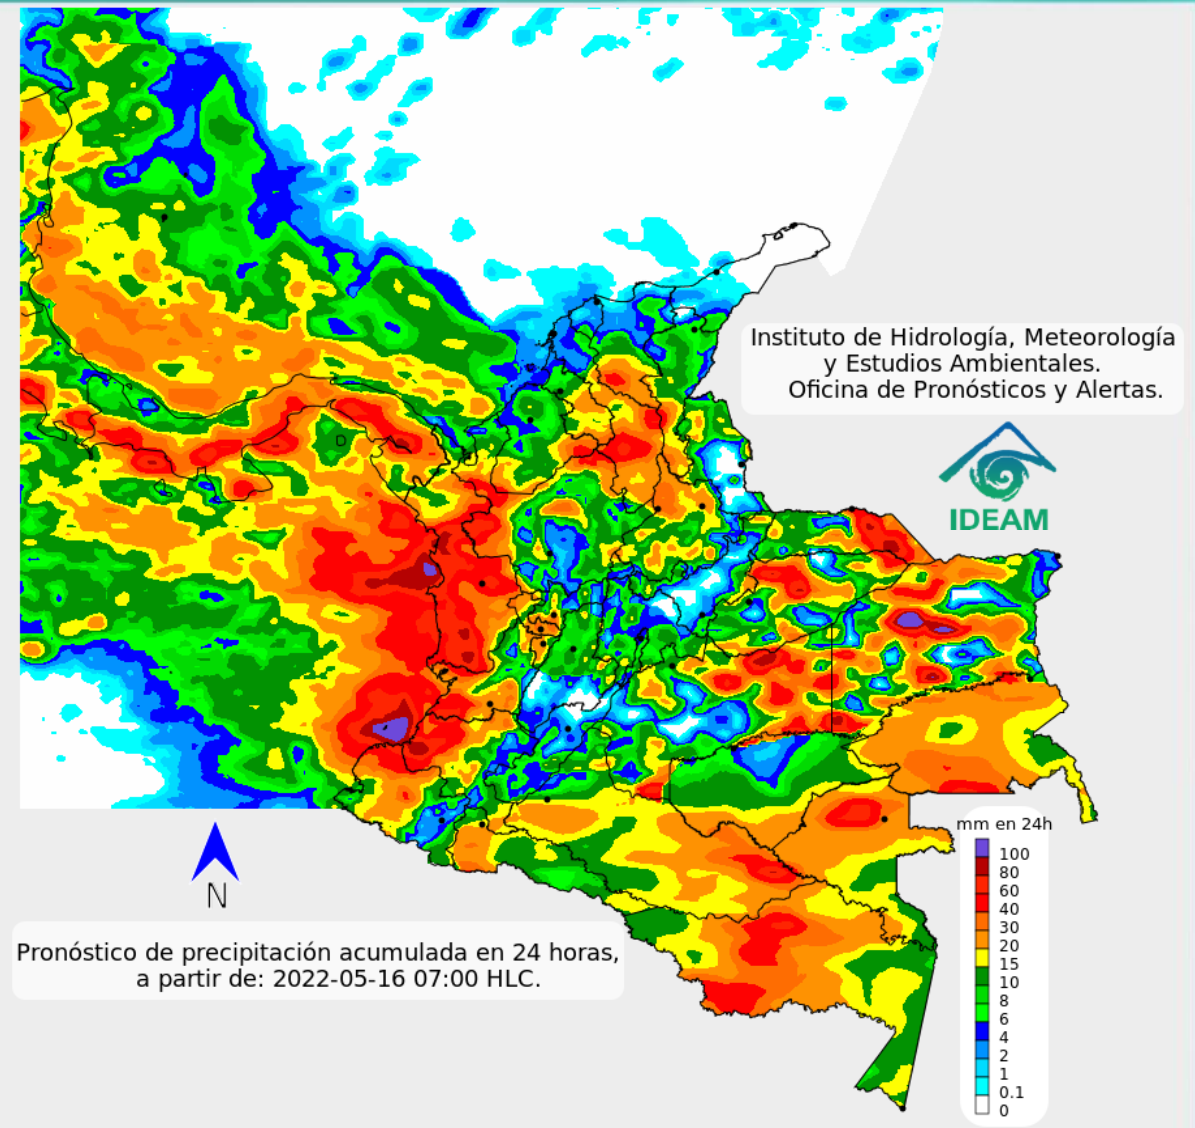 Instituto de Hidrología, Meteorología
y Estudios Ambientales.
Oficina de Pronósticos y Alertas.
IDEAM
mm en 24h
100
80
60
40
30
20
15
10
8
6
4
2
1
0.1
0
N
Pronóstico de precipitación acumulada en 24 horas,
a partir de: 2022-05-16 07:00 HLC.